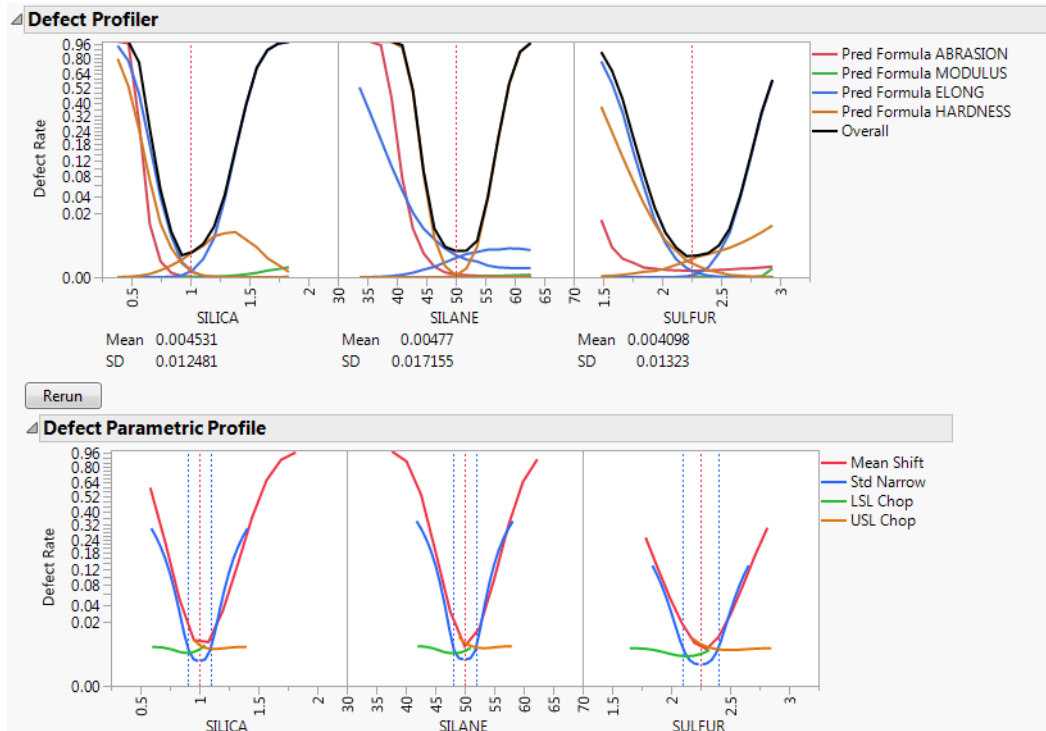 Defect Profiler
Defect Rate
0.96
0.80
0.64
0.52
0.40
0.32
0.24
0.18
0.12
0.08
0.04
0.02
0.00
0.5 1 1.5 2
30 35 40 45 50 55 60 65 70
1.5 2 2.5 3
SILICA SILANE SULFUR
Pred Formula ABRASION
Pred Formula MODULUS
Pred Formula ELONG
Pred Formula HARDNESS
Overall
Mean 0.004531 Mean 0.00477 Mean 0.004098
SD 0.012481 SD 0.017155 SD 0.01323
Rerun
Defect Parametric Profile
Defect Rate
0.96
0.80
0.64
0.52
0.40
0.32
0.24
0.18
0.12
0.08
0.04
0.02
0.00
0.5 1 1.5 2
30 35 40 45 50 55 60 65 70
1.5 2 2.5 3
SILICA SILANE SULFUR
Mean Shift
Std Narrow
LSL Chop
USL Chop